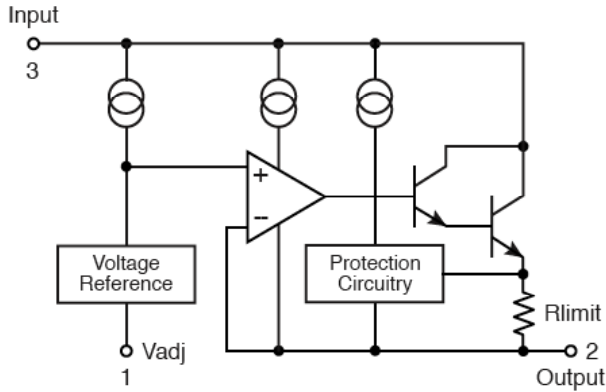 Input
3
+
--
Voltage
Reference
Protection
Circuitry
Rlimit
Vadj
1
2
Output